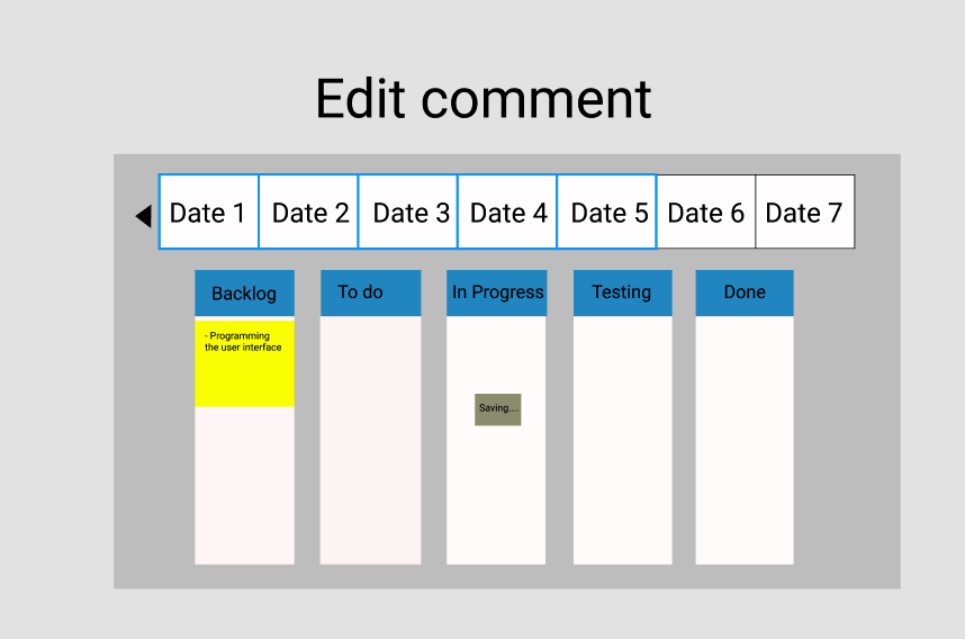 Edit comment
Date 1 Date 2 Date 3 Date 4 Date 5 Date 6 Date 7
Backlog To do In Progress Testing Done
- Programming
the user interface
Saving....